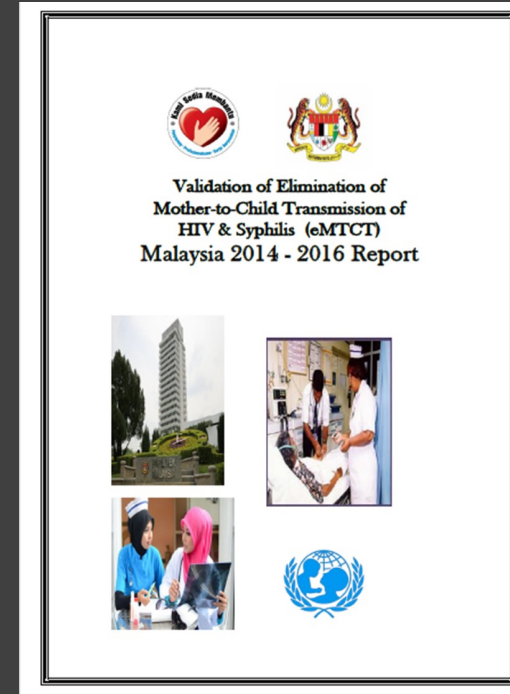 Kami Sedia Membantu
Validation of Elimination of
Mother-to-Child Transmission of
HIV & Syphilis (eMTCT)
Malaysia 2014 - 2016 Report